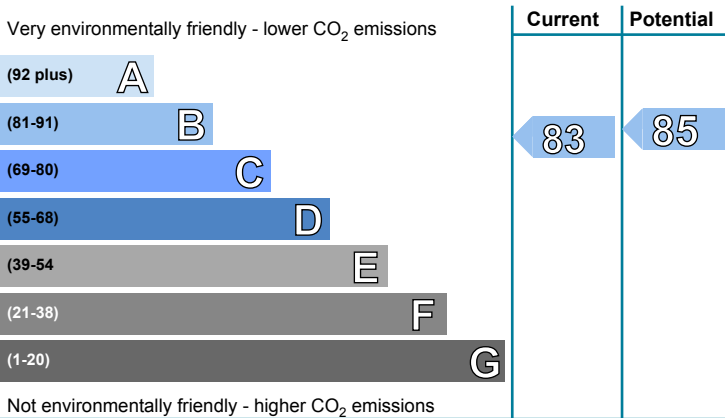 Very environmentally friendly - lower CO2 emissions
Current Potential
(92 plus) A
(81-91) B
83 85
(69-80) C
(55-68) D
(39-54 E
(21-38) F
(1-20) G
Not environmentally friendly - higher CO2 emissions